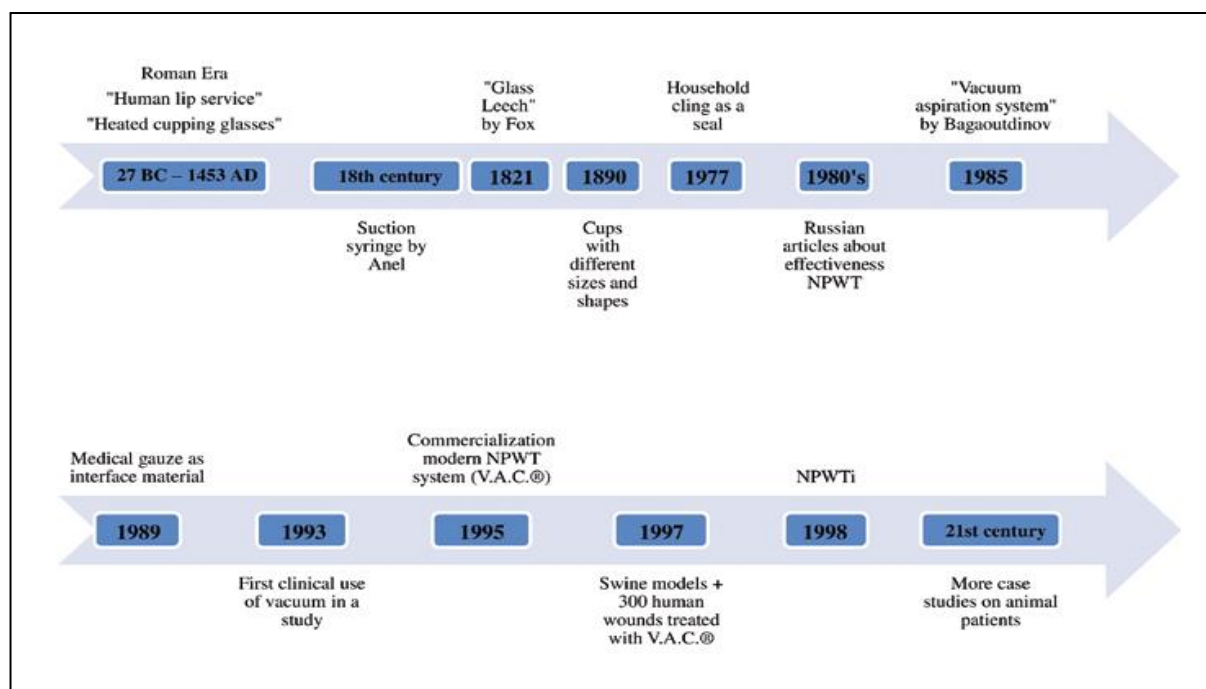 Roman Era
"Human lip service"
"Heated cupping glasses"
27 BC – 1453 AD
18th century
Suction
syringe by
Anel
"Glass
Leech"
by Fox
1821
1890
Cups
with
different
sizes and
shapes
Household
cling as a
seal
1977
1980's
Russian
articles about
effectiveness
NPWT
"Vacuum
aspiration system"
by Bagaoutdinov
1985
Medical gauze as
interface material
1989
1993
First clinical use
of vacuum in a
study
Commercialization
modern NPWT
system (V.A.C.®)
1995
1997
Swine models +
300 human
wounds treated
with V.A.C.®
NPWTi
1998
21st century
More case
studies on animal
patients